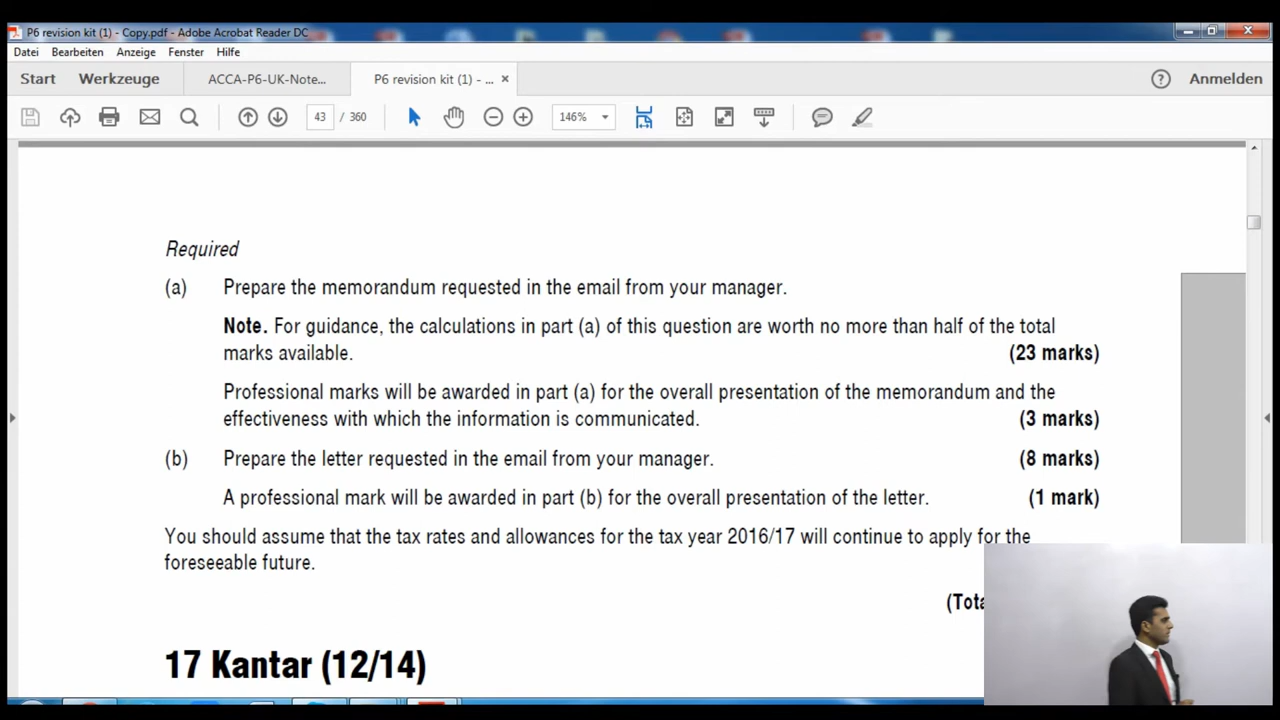 P6 revision kit (1) - Copy.pdf - Adobe Acrobat Reader DC
Datei Bearbeiten Anzeige Fenster Hilfe
Start Werkzeuge ACCA-P6-UK-Note... P6 revision kit (1) - ... × ? Anmelden
43 / 360 146%
Required
(a) Prepare the memorandum requested in the email from your manager.
Note. For guidance, the calculations in part (a) of this question are worth no more than half of the total
marks available. (23 marks)
Professional marks will be awarded in part (a) for the overall presentation of the memorandum and the
effectiveness with which the information is communicated. (3 marks)
(b) Prepare the letter requested in the email from your manager. (8 marks)
A professional mark will be awarded in part (b) for the overall presentation of the letter. (1 mark)
You should assume that the tax rates and allowances for the tax year 2016/17 will continue to apply for the
foreseeable future.
(Tota
17 Kantar (12/14)